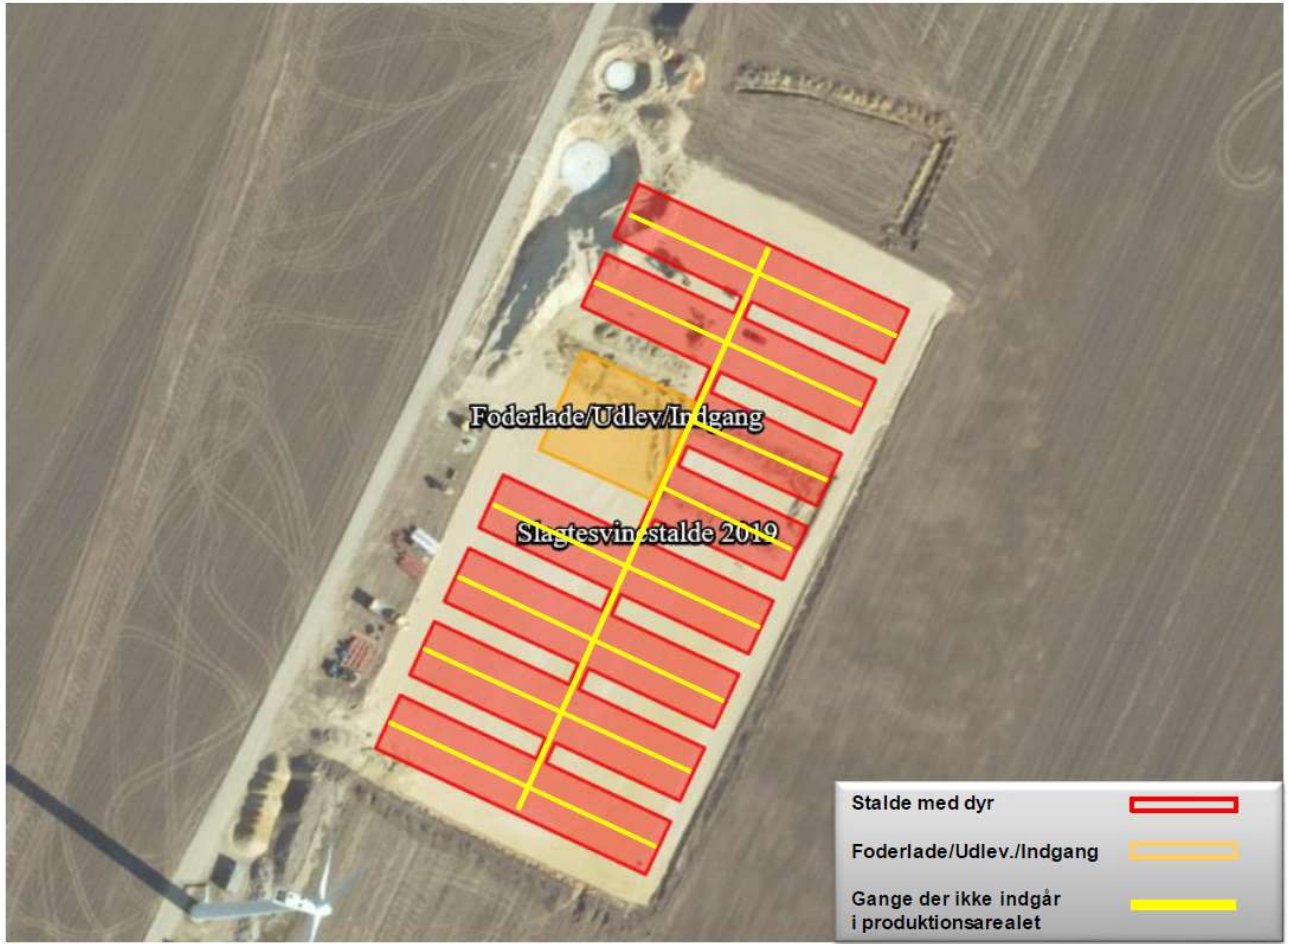 Foderlade/Udlev/Indgang
Slagtesvinestalde 2019
Stalde med dyr
Foderlade/Udlev./Indgang
Gange der ikke indgår
i produktionsarealet